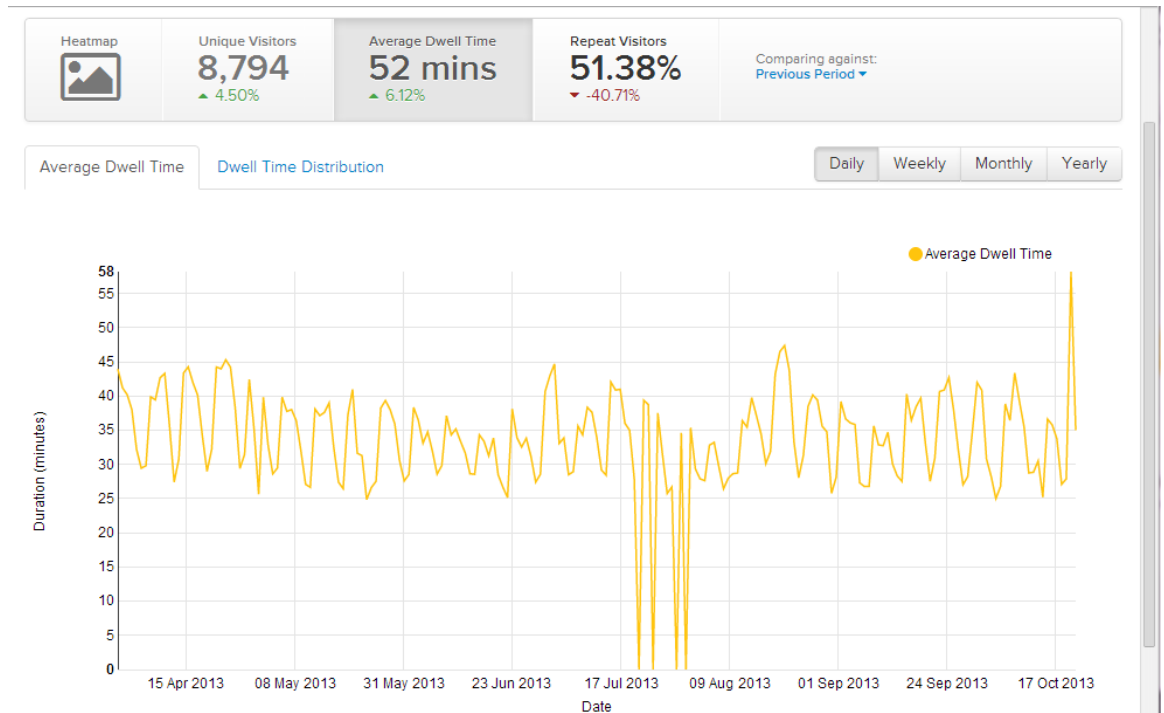 Heatmap
Unique Visitors
8,794
4.50%
Average Dwell Time
52 mins
6.12%
Repeat Visitors
51.38%
-40.71%
Comparing against:
Previous Period
Average Dwell Time
Dwell Time Distribution
Daily Weekly Monthly Yearly
Average Dwell Time
58
55
50
45
40
35
30
25
20
15
10
5
0
Duration (minutes)
15 Apr 2013 08 May 2013 31 May 2013 23 Jun 2013 17 Jul 2013 09 Aug 2013 01 Sep 2013 24 Sep 2013 17 Oct 2013
Date